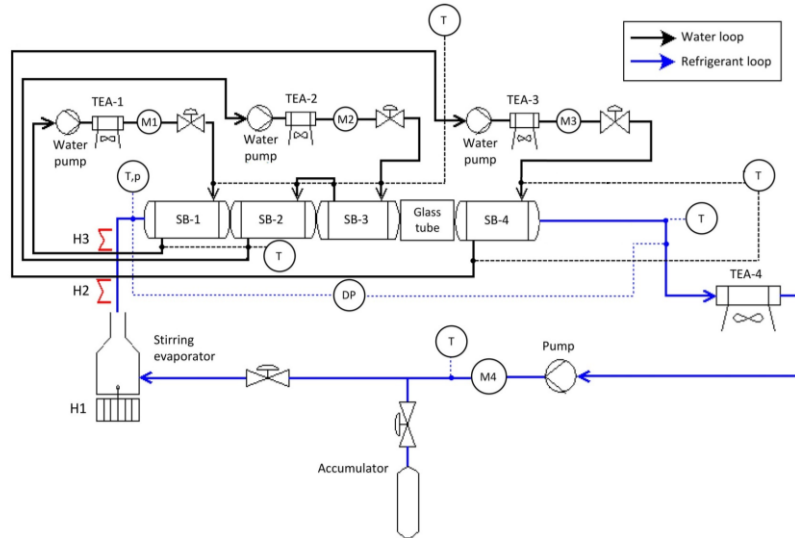 T
Water loop
Refrigerant loop
TEA-1
TEA-2
TEA-3
M1
M2
M3
Water
pump
Water
pump
Water
pump
T,p
T
SB-1
SB-2
SB-3
Glass
tube
SB-4
T
H3
T
H2
DP
TEA-4
Stirring
evaporator
T
Pump
M4
H1
Accumulator